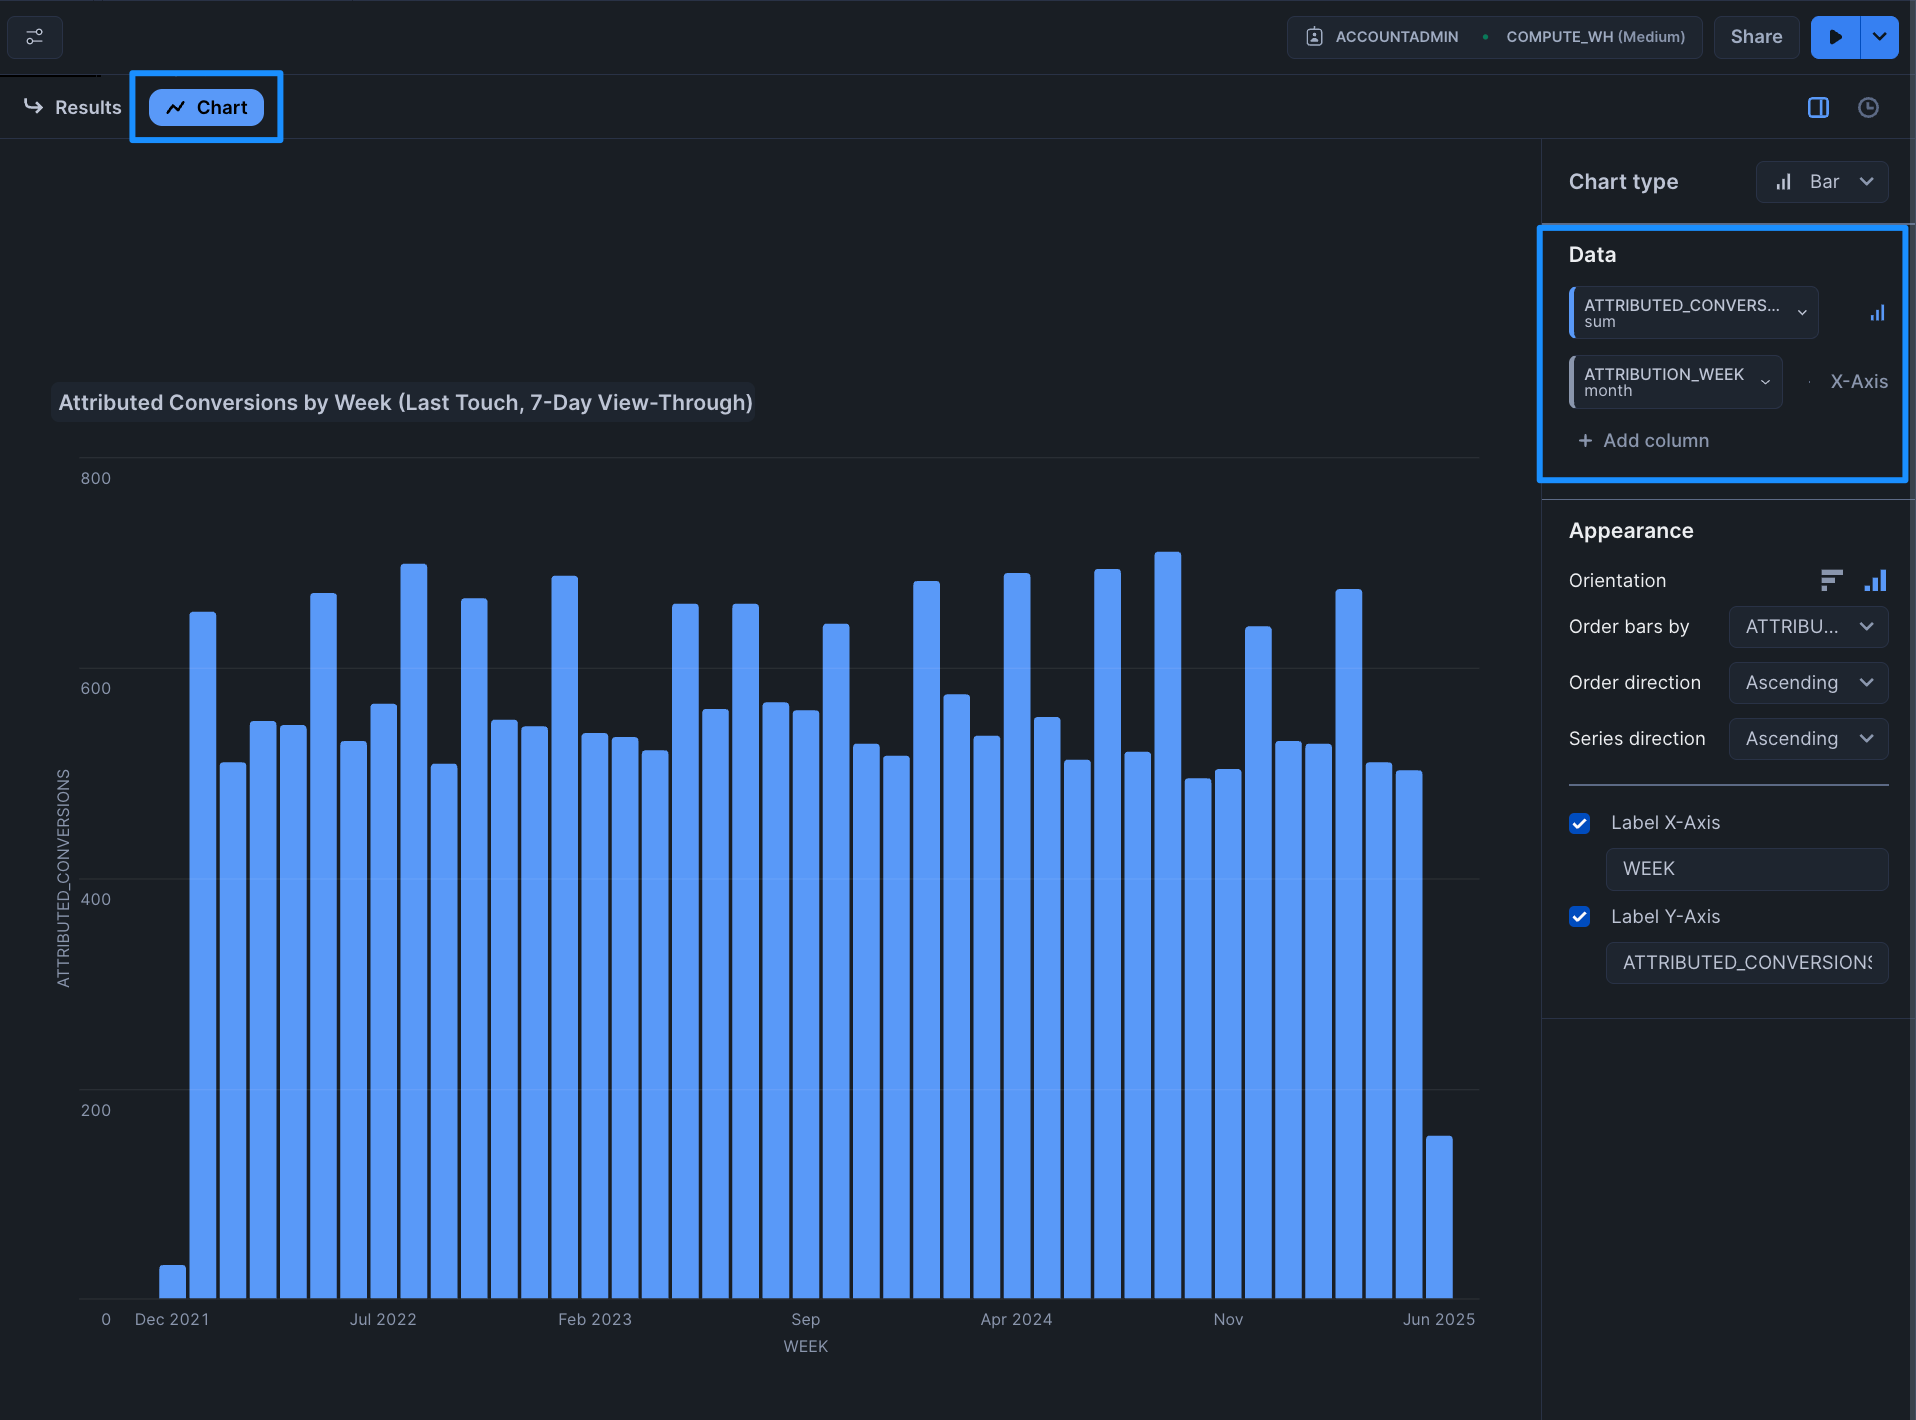 ACCOUNTADMIN
COMPUTE_WH (Medium)
Share
Results
Chart
Chart type
Bar
Data
ATTRIBUTED_CONVERS...
sum
ATTRIBUTION_WEEK
month
X-Axis
+ Add column
Attributed Conversions by Week (Last Touch, 7-Day View-Through)
800
600
400
200
0
ATTRIBUTED_CONVERSIONS
Dec 2021
Jul 2022
Feb 2023
Sep
Apr 2024
Nov
Jun 2025
WEEK
Appearance
Orientation
Order bars by
ATTRIBU...
Order direction
Ascending
Series direction
Ascending
Label X-Axis
WEEK
Label Y-Axis
ATTRIBUTED_CONVERSIONS